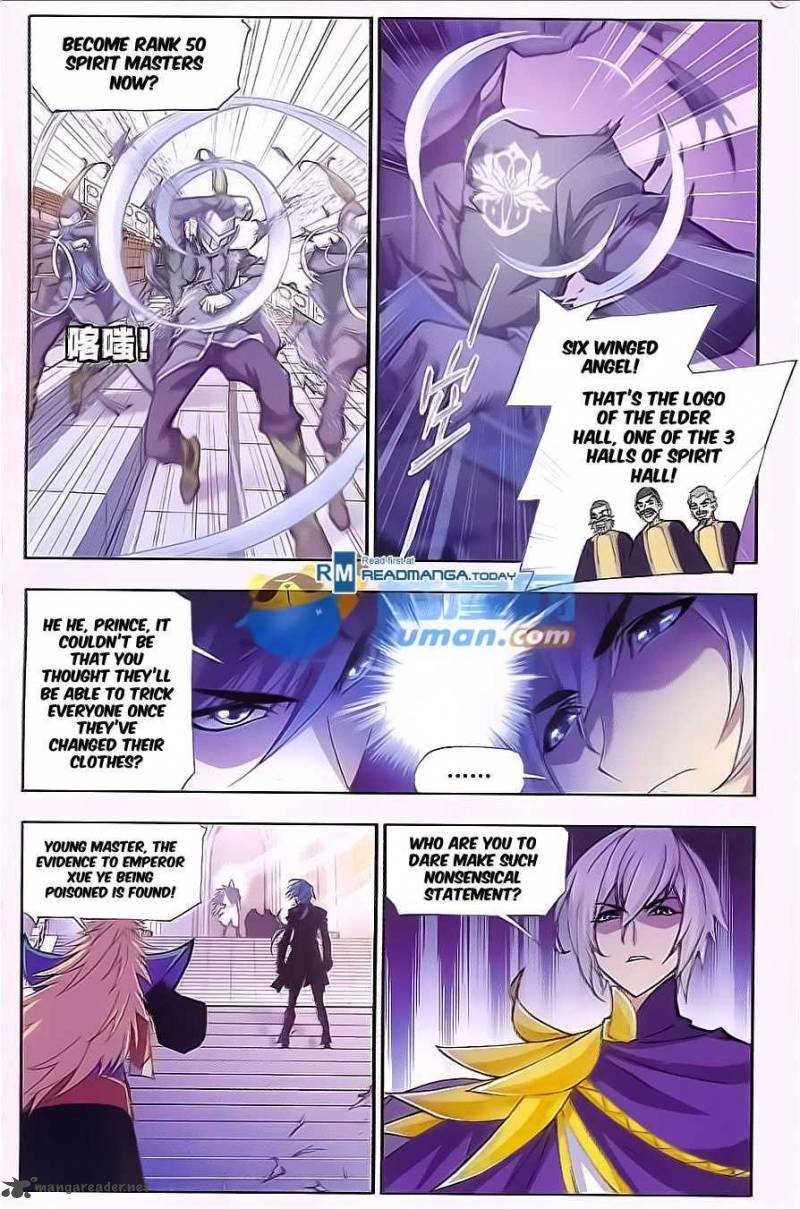 BECOME RANK 50
SPIRIT MASTERS
NOW?
喀嗤!
SIX WINGED
ANGEL!
THAT'S THE LOGO
OF THE ELDER
HALL, ONE OF THE 3
HALLS OF SPIRIT
HALL!
RM
Read first at
READMANGA.TODAY
uman.com
HE HE, PRINCE, IT
COULDN'T BE
THAT YOU
THOUGHT THEY'LL
BE ABLE TO TRICK
EVERYONE ONCE
THEY'VE
CHANGED THEIR
CLOTHES?
......
YOUNG MASTER, THE
EVIDENCE TO EMPEROR
XUE YE BEING
POISONED IS FOUND!
WHO ARE YOU TO
DARE MAKE SUCH
NONSENSICAL
STATEMENT?
mangareader.net